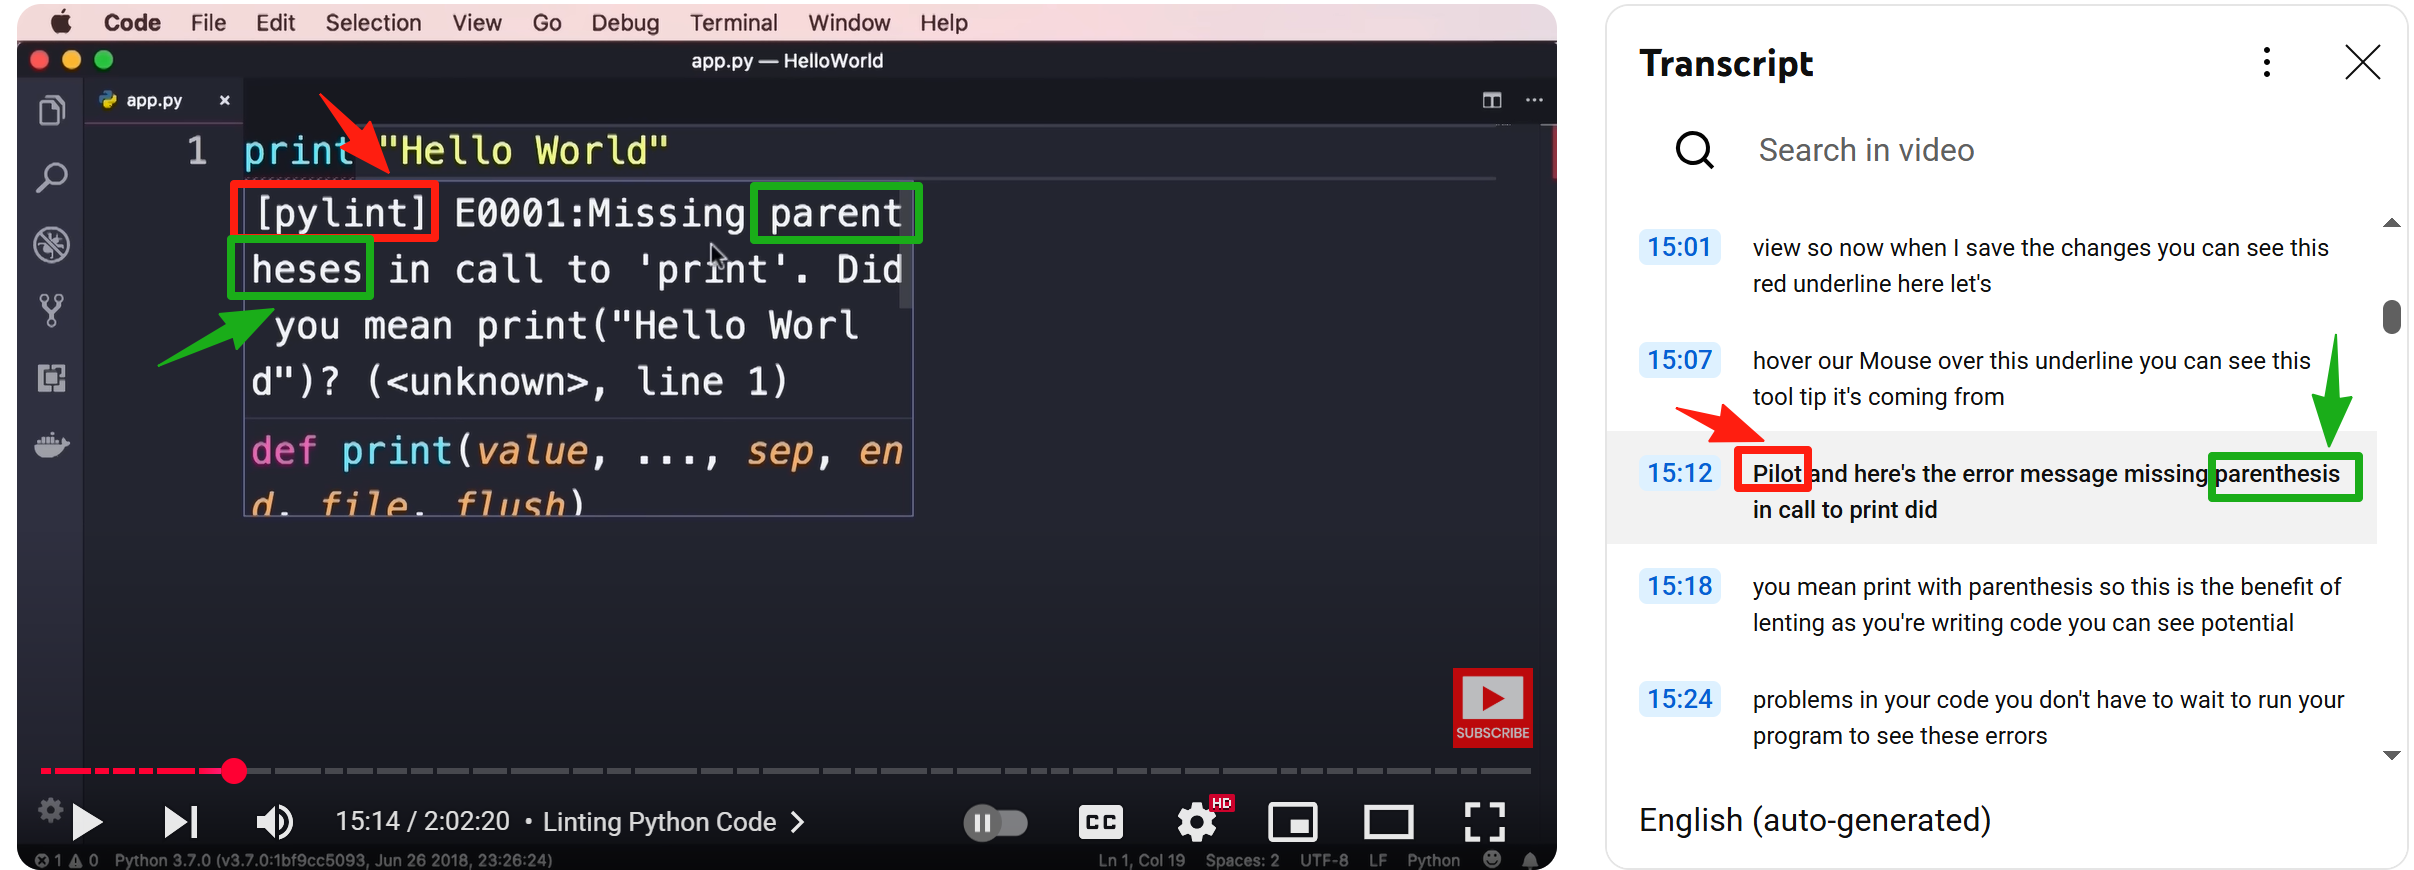 Code File Edit Selection View Go Debug Terminal Window Help
app.py — HelloWorld
app.py ×
1 print "Hello World"
[pylint] E0001:Missing parent
heses in call to 'print'. Did
you mean print("Hello Worl
d")? (<unknown>, line 1)
def print(value, ..., sep, en
d, file, flush)
SUBSCRIBE
15:14 / 2:02:20 • Linting Python Code
CC
HD
1 0 Python 3.7.0 (v3.7.0:1bf9cc5093, Jun 26 2018, 23:26:24)
Ln 1, Col 19 Spaces: 2 UTF-8 LF Python
Transcript
Search in video
15:01 view so now when I save the changes you can see this
red underline here let's
15:07 hover our Mouse over this underline you can see this
tool tip it's coming from
15:12 Pilot and here's the error message missing parenthesis
in call to print did
15:18 you mean print with parenthesis so this is the benefit of
lenting as you're writing code you can see potential
15:24 problems in your code you don't have to wait to run your
program to see these errors
English (auto-generated)